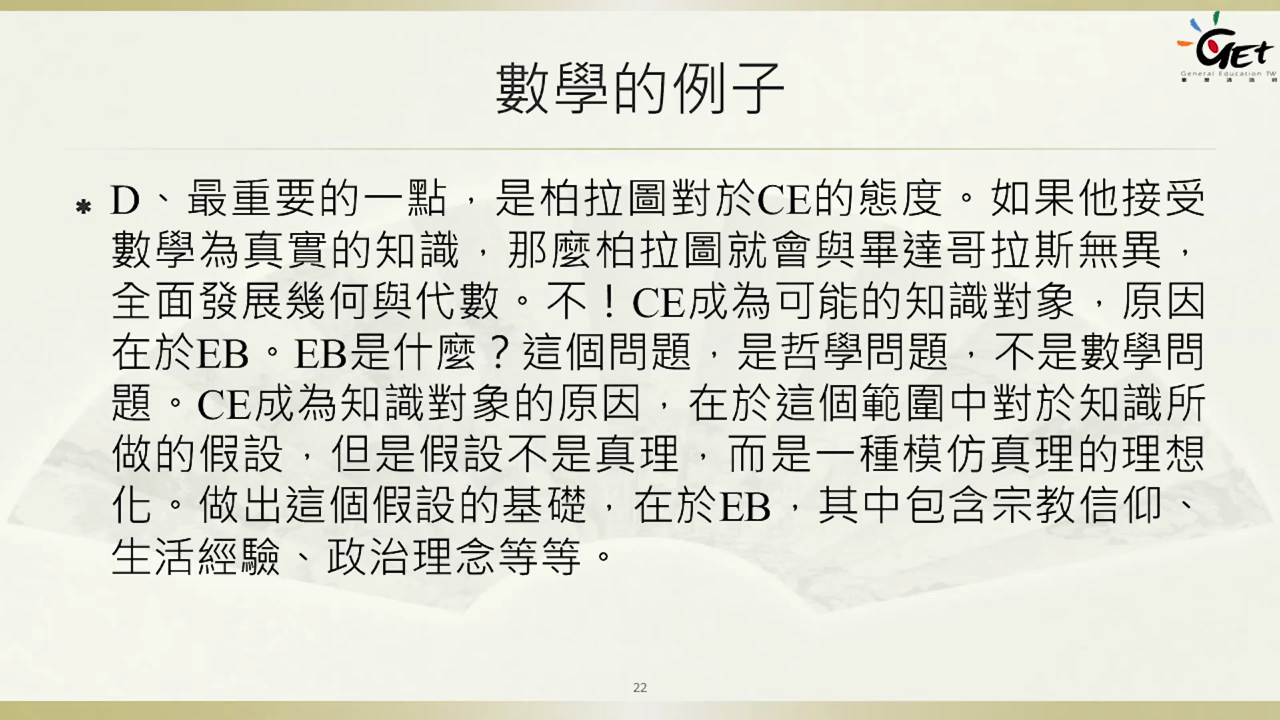 GEt
General Education TW
數學的例子
* D、最重要的一點，是柏拉圖對於CE的態度。如果他接受
數學為真實的知識，那麼柏拉圖就會與畢達哥拉斯無異，
全面發展幾何與代數。不！CE成為可能的知識對象，原因
在於EB。EB是什麼？這個問題，是哲學問題，不是數學問
題。CE成為知識對象的原因，在於這個範圍中對於知識所
做的假設，但是假設不是真理，而是一種模仿真理的理想
化。做出這個假設的基礎，在於EB，其中包含宗教信仰、
生活經驗、政治理念等等。
22